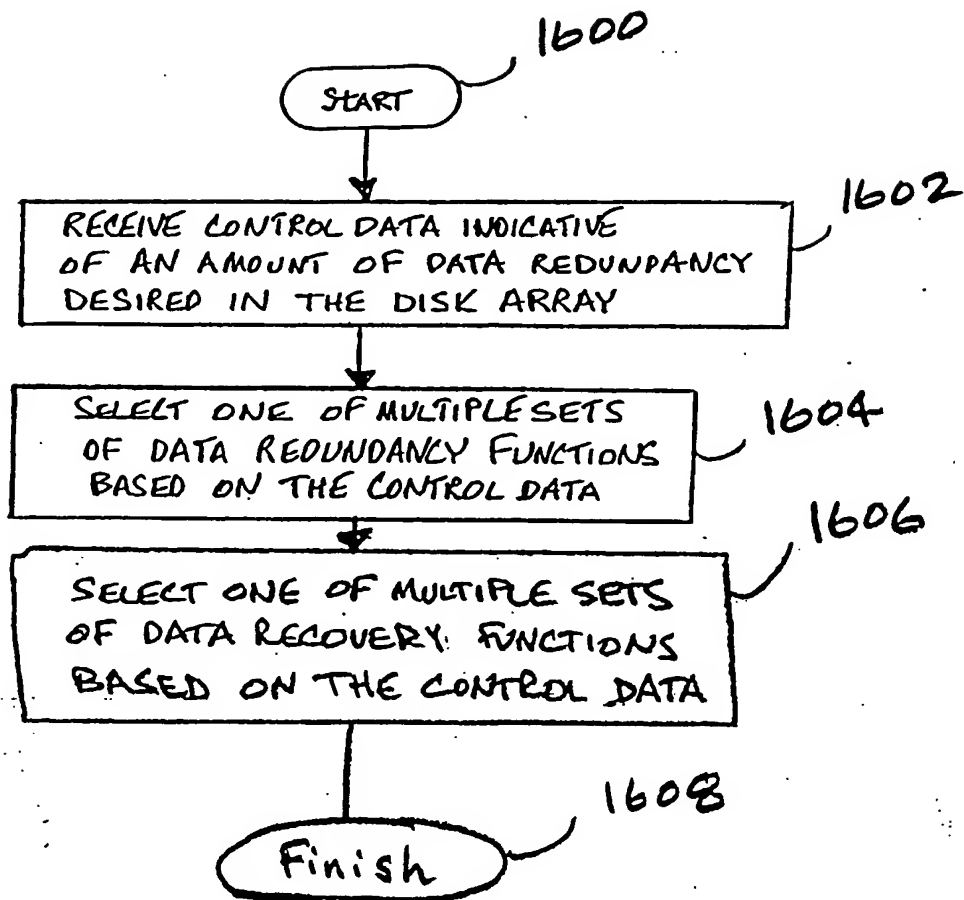 1600
START
1602
RECEIVE CONTROL DATA INDICATIVE
OF AN AMOUNT OF DATA REDUNDANCY
DESIRED IN THE DISK ARRAY
1604
SELECT ONE OF MULTIPLE SETS
OF DATA REDUNDANCY FUNCTIONS
BASED ON THE CONTROL DATA
1606
SELECT ONE OF MULTIPLE SETS
OF DATA RECOVERY FUNCTIONS
BASED ON THE CONTROL DATA
1608
Finish